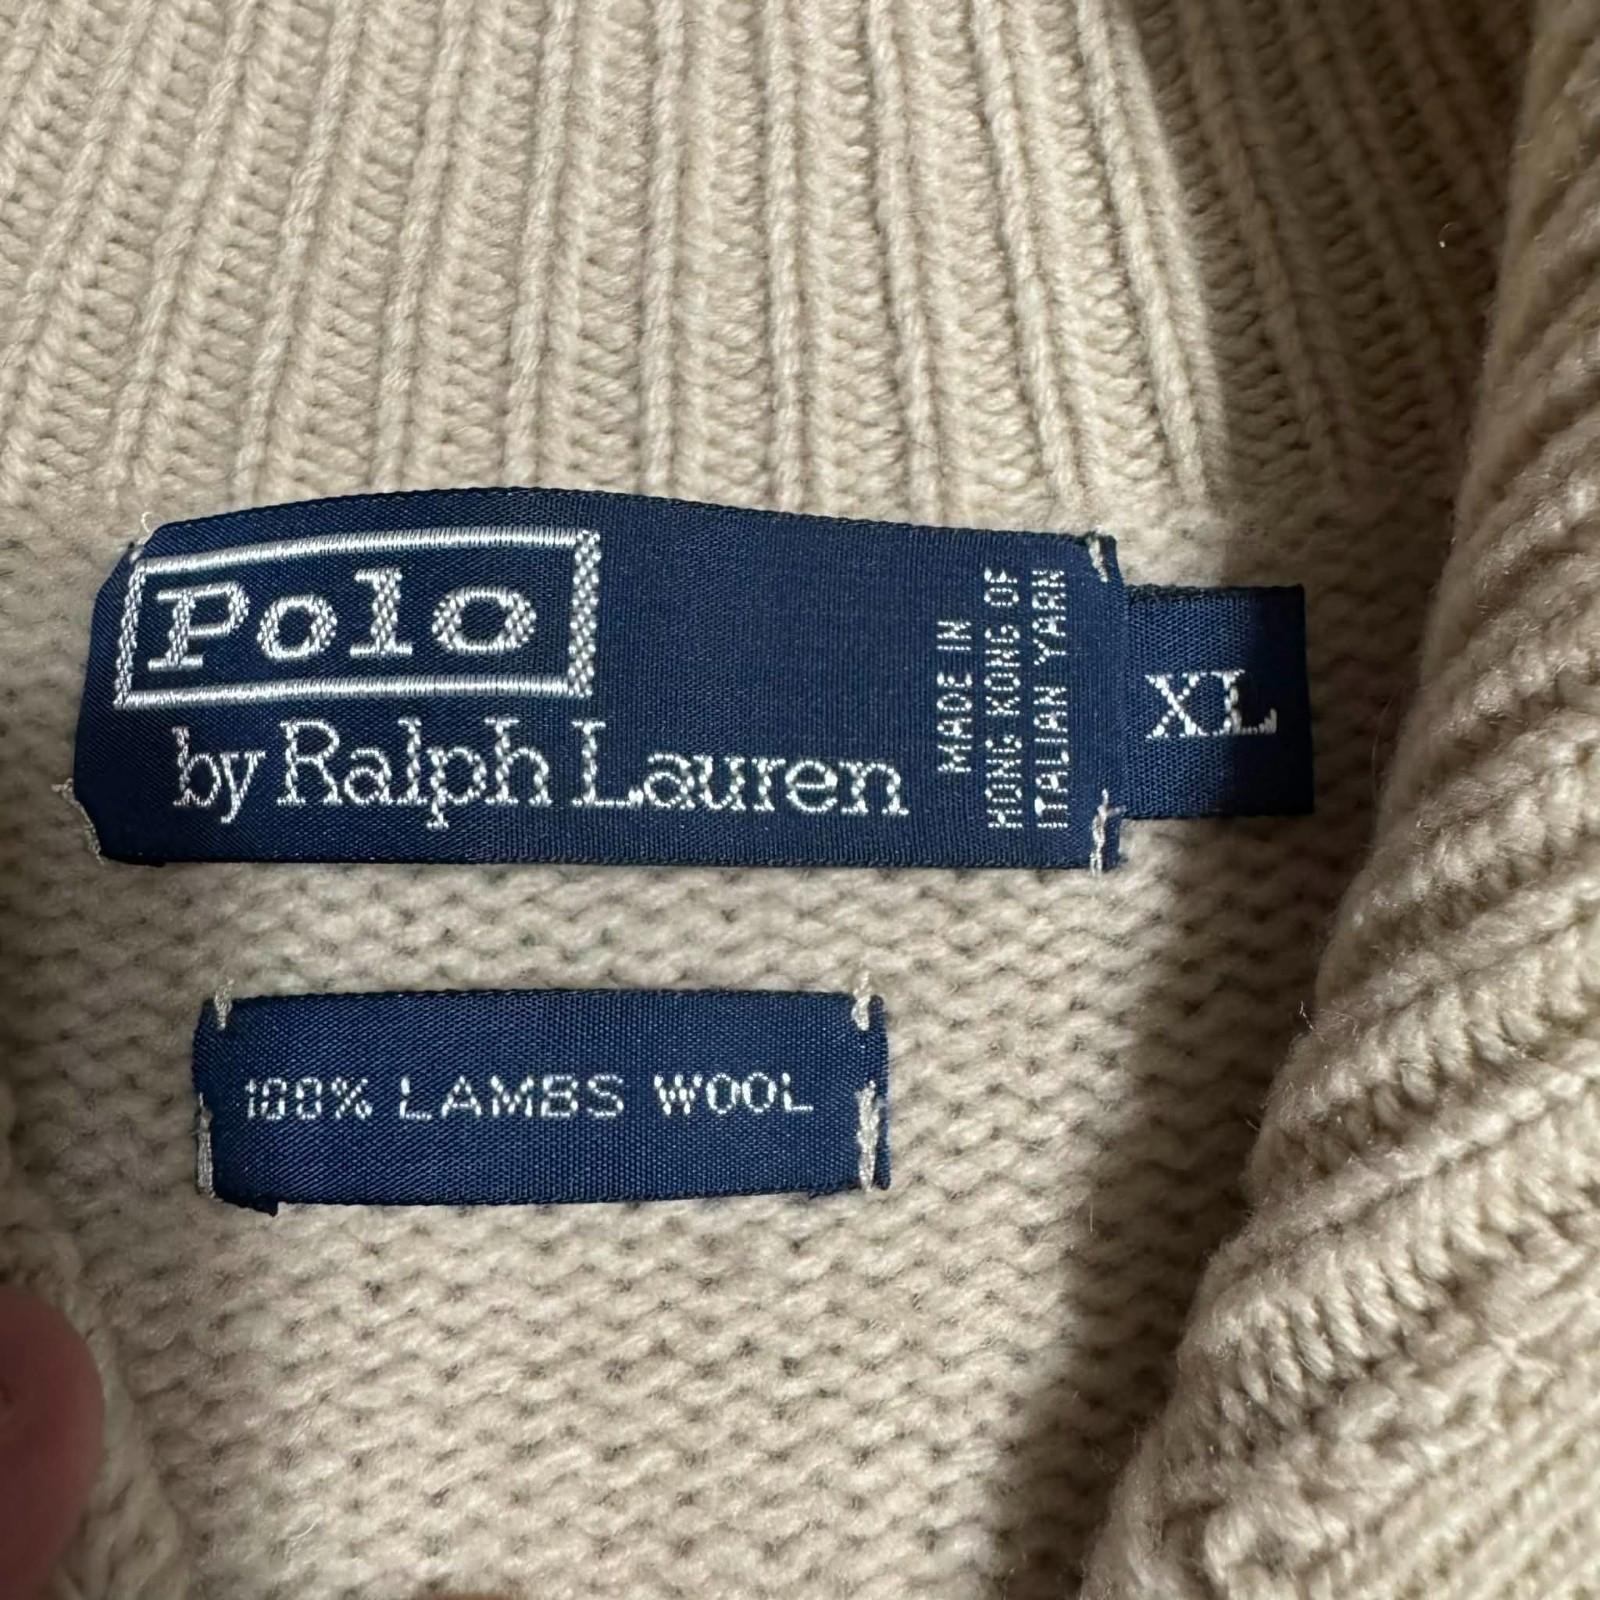 Polo
by Ralph Lauren
MADE IN
HONG KONG OF
ITALIAN YARN
XL
100% LAMBS WOOL